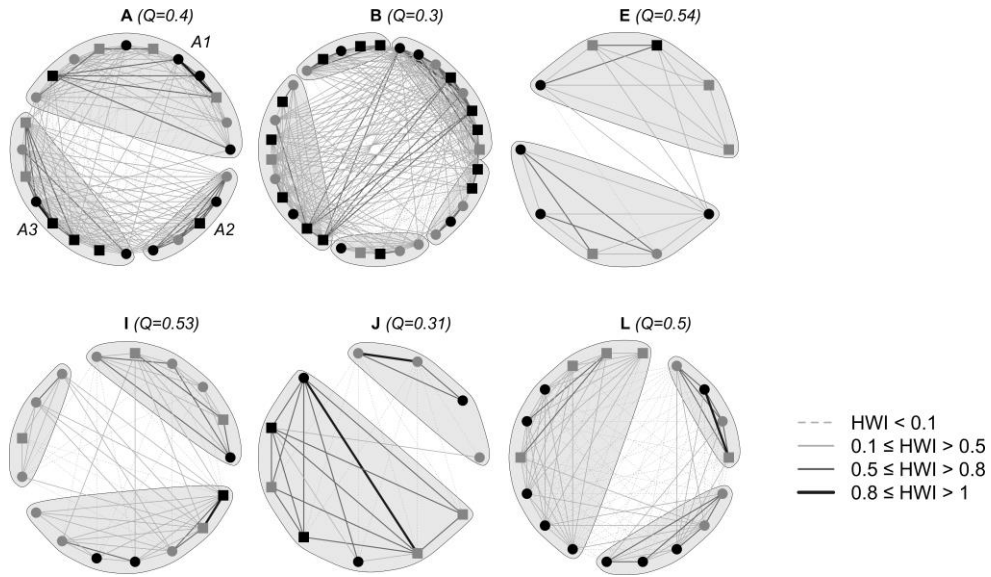 A (Q=0.4)
B (Q=0.3)
E (Q=0.54)
A1
A3
A2
I (Q=0.53)
J (Q=0.31)
L (Q=0.5)
HWI < 0.1
0.1 ≤ HWI > 0.5
0.5 ≤ HWI > 0.8
0.8 ≤ HWI > 1